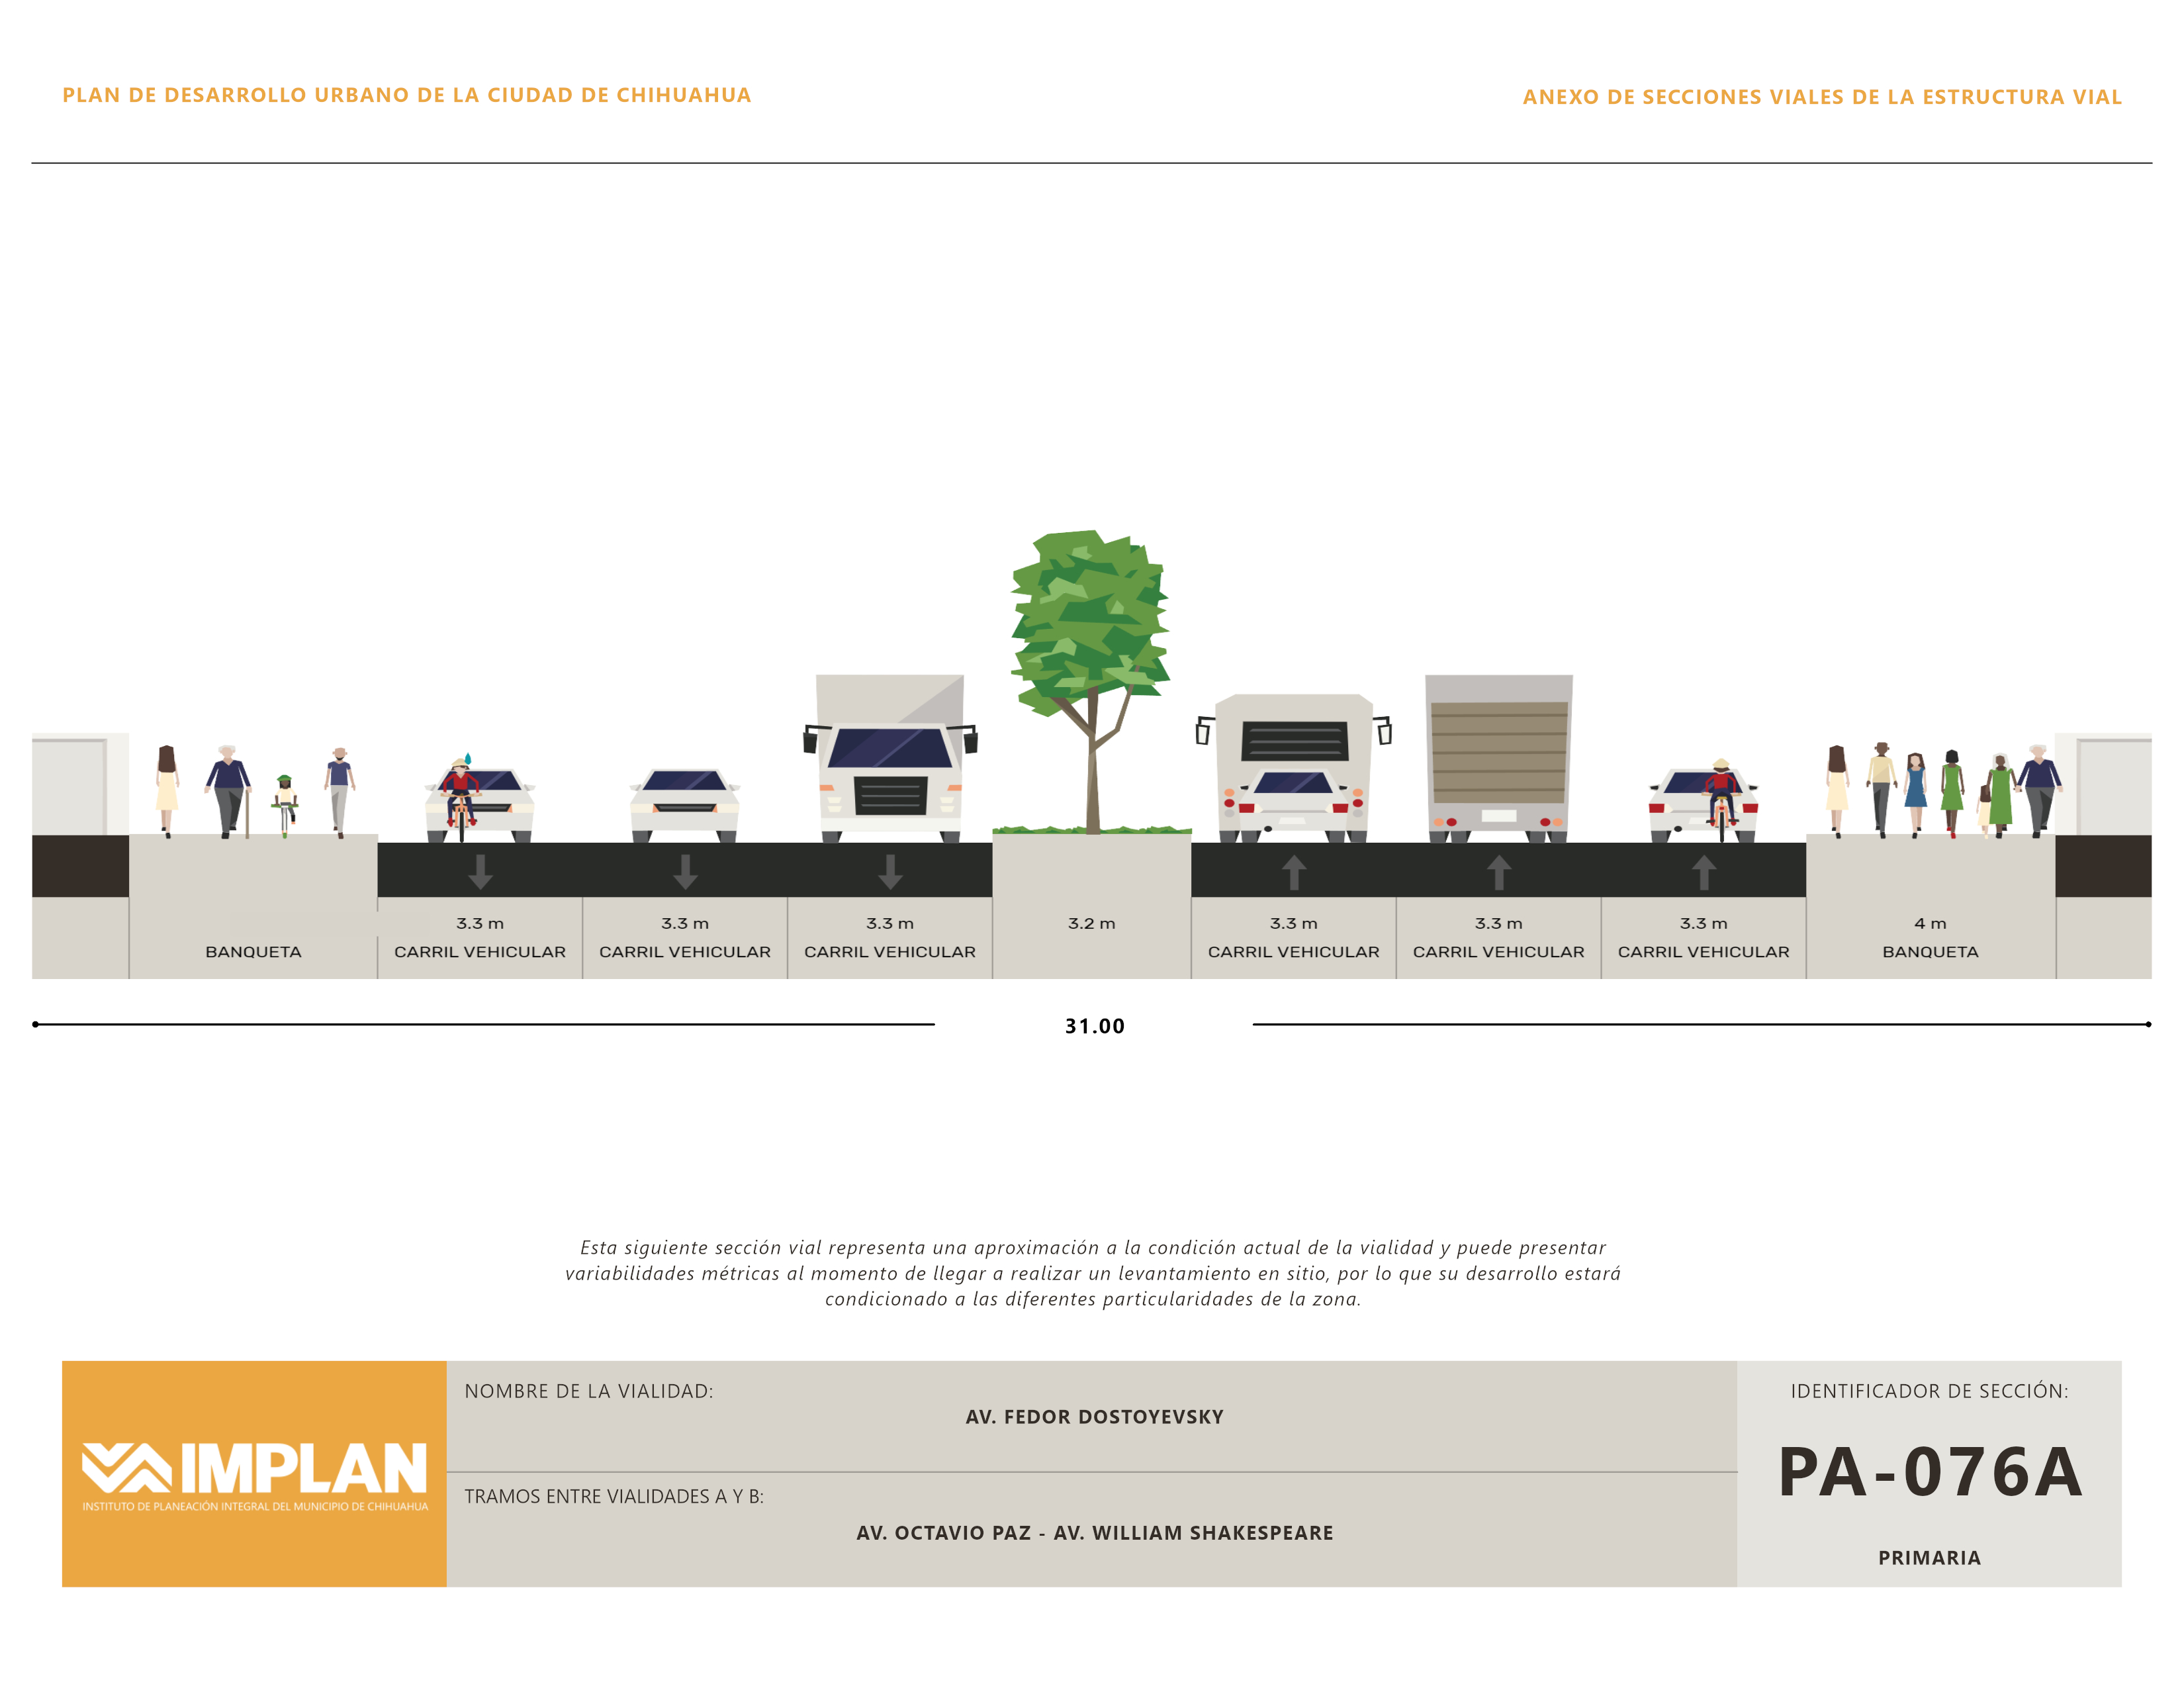 PLAN DE DESARROLLO URBANO DE LA CIUDAD DE CHIHUAHUA
ANEXO DE SECCIONES VIALES DE LA ESTRUCTURA VIAL
3.3 m 3.3 m 3.3 m 3.2 m 3.3 m 3.3 m 3.3 m 4 m
BANQUETA CARRIL VEHICULAR CARRIL VEHICULAR CARRIL VEHICULAR CARRIL VEHICULAR CARRIL VEHICULAR CARRIL VEHICULAR BANQUETA
31.00
Esta siguiente sección vial representa una aproximación a la condición actual de la vialidad y puede presentar
variabilidades métricas al momento de llegar a realizar un levantamiento en sitio, por lo que su desarrollo estará
condicionado a las diferentes particularidades de la zona.
IMPLAN
INSTITUTO DE PLANEACIÓN INTEGRAL DEL MUNICIPIO DE CHIHUAHUA
NOMBRE DE LA VIALIDAD:
AV. FEDOR DOSTOYEVSKY
TRAMOS ENTRE VIALIDADES A Y B:
AV. OCTAVIO PAZ - AV. WILLIAM SHAKESPEARE
IDENTIFICADOR DE SECCIÓN:
PA-076A
PRIMARIA